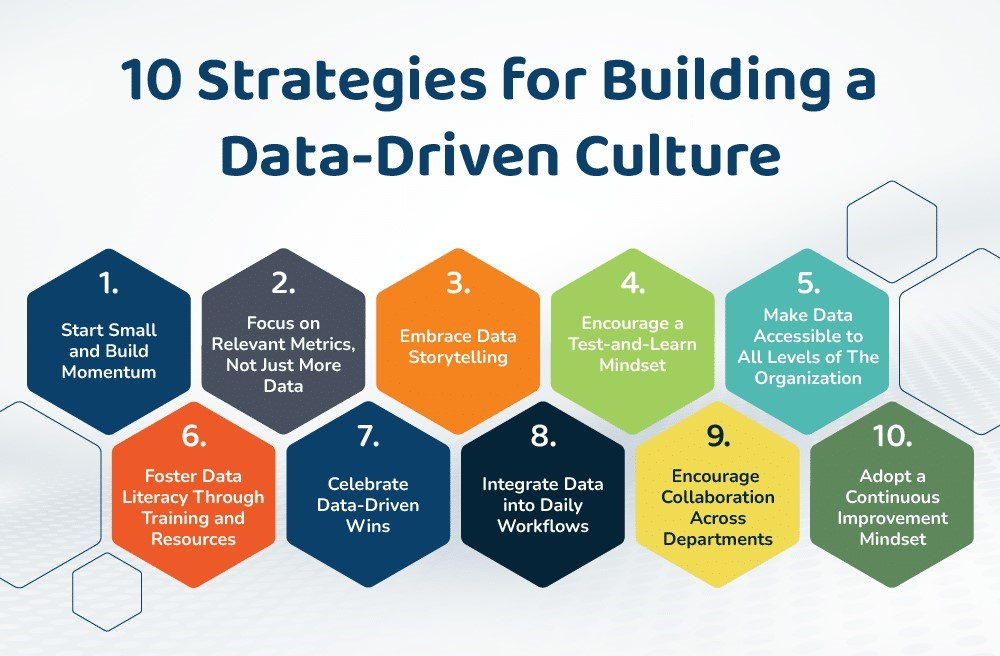 10 Strategies for Building a
Data-Driven Culture
1.
Start Small
and Build
Momentum
2.
Focus on
Relevant Metrics,
Not Just More
Data
3.
Embrace Data
Storytelling
4.
Encourage a
Test-and-Learn
Mindset
5.
Make Data
Accessible to
All Levels of The
Organization
6.
Foster Data
Literacy Through
Training and
Resources
7.
Celebrate
Data-Driven
Wins
8.
Integrate Data
into Daily
Workflows
9.
Encourage
Collaboration
Across
Departments
10.
Adopt a
Continuous
Improvement
Mindset